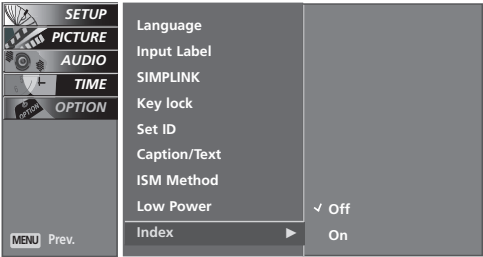 SETUP
PICTURE
AUDIO
TIME
OPTION
OPTION
MENU Prev.
Language
Input Label
SIMPLINK
Key lock
Set ID
Caption/Text
ISM Method
Low Power
Index ►
✓ Off
On